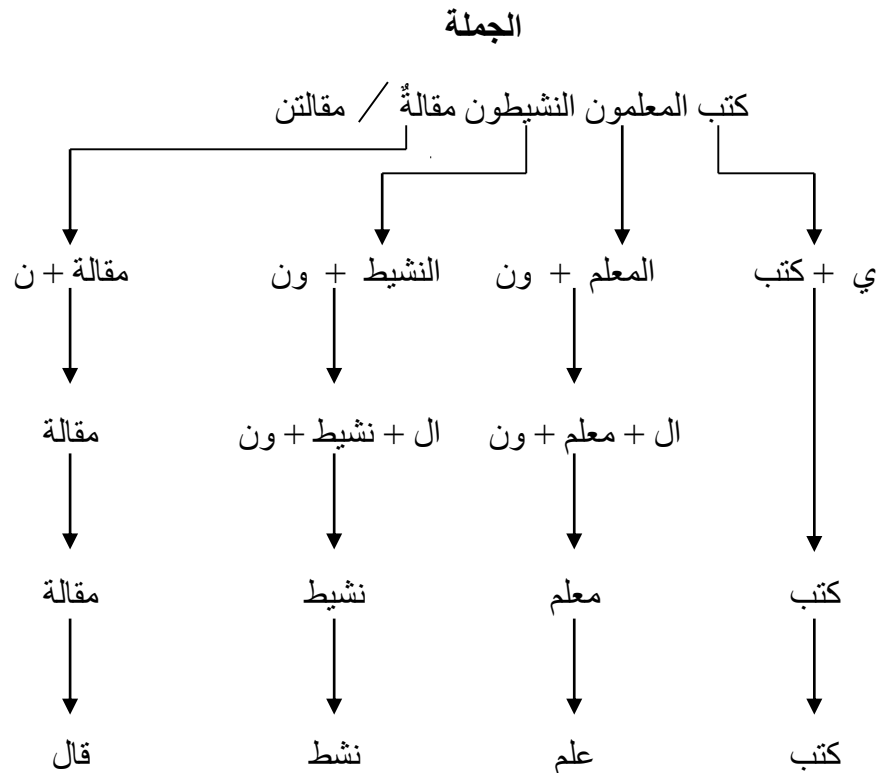 الجملة
كتب المعلمون النشيطون مقالةٌ / مقالتن
ي + كتب المعلم + ون النشيط + ون مقالة + ن
ال + معلم + ون ال + نشيط + ون مقالة
كتب معلم نشيط مقالة
كتب علم نشط قال